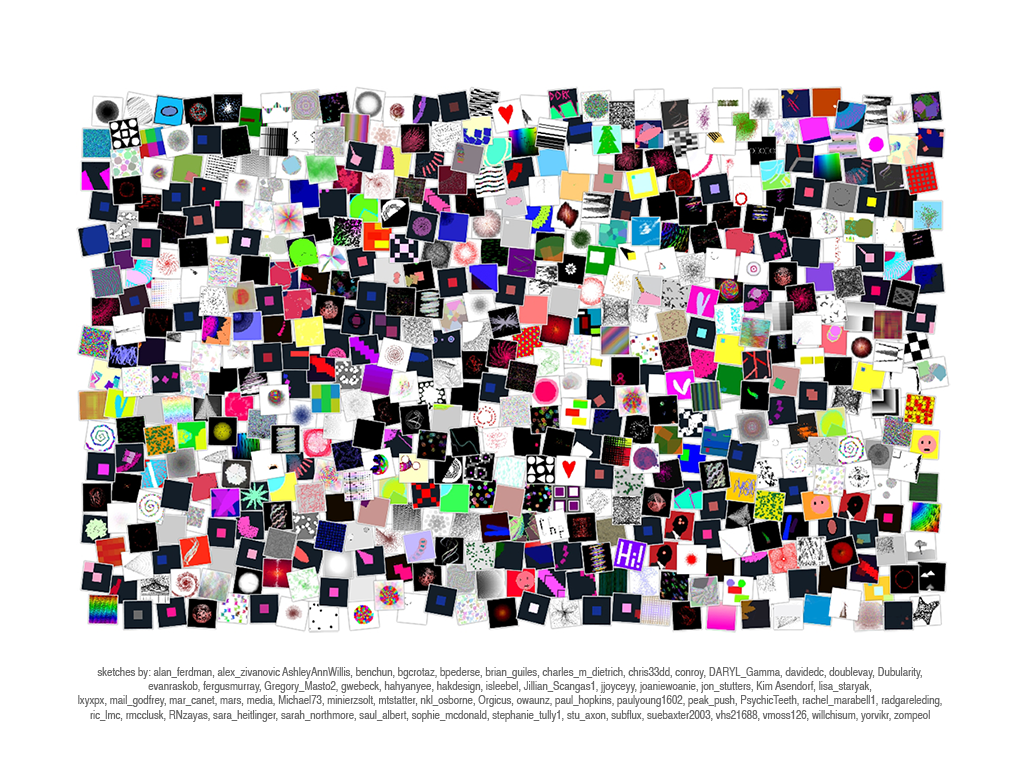 DORK
Hi!
sketches by: alan_ferdman, alex_zivanovic AshleyAnnWillis, benchun, bgcrotaz, bpederse, brian_guiles, charles_m_dietrich, chris33dd, conroy, DARYL_Gamma, davidedc, doublevay, Dubularity,
evanraskob, fergusmurray, Gregory_Masto2, gwebeck, hahyanyee, hakdesign, isleebel, Jillian_Scangas1, jjoyceyy, joaniewoanie, jon_stutters, Kim Asendorf, lisa_staryak,
lxyxpx, mail_godfrey, mar_canet, mars, media, Michael73, minierzsolt, mtstatter, nkl_osborne, Orgicus, owaunz, paul_hopkins, paulyoung1602, peak_push, PsychicTeeth, rachel_marabell1, radgareleding,
ric_lmc, rmcclusk, RNzayas, sara_heitlinger, sarah_northmore, saul_albert, sophie_mcdonald, stephanie_tully1, stu_axon, subflux, suebaxter2003, vhs21688, vmoss126, willchisum, yorvikr, zompeol